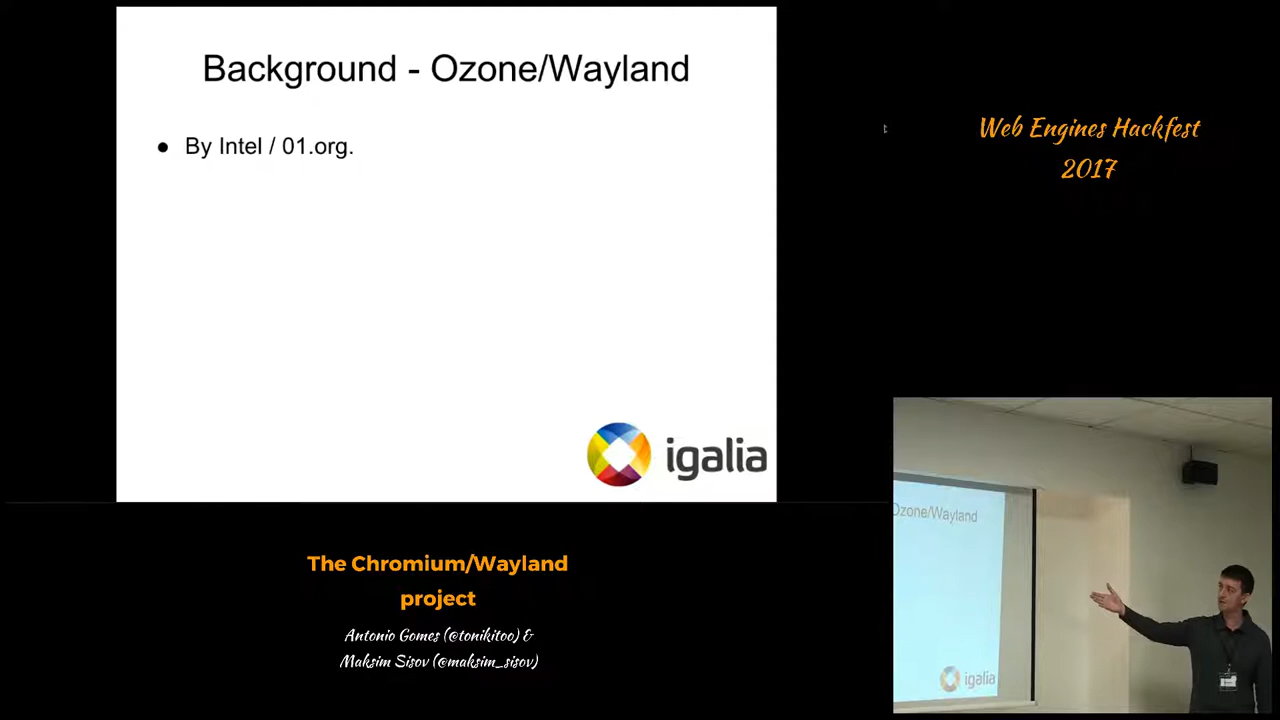 Background - Ozone/Wayland
● By Intel / 01.org.
igalia
Web Engines Hackfest
2017
Ozone/Wayland
igalia
The Chromium/Wayland
project
Antonio Gomes (@tonikitoo) &
Maksim Sisov (@maksim_sisov)